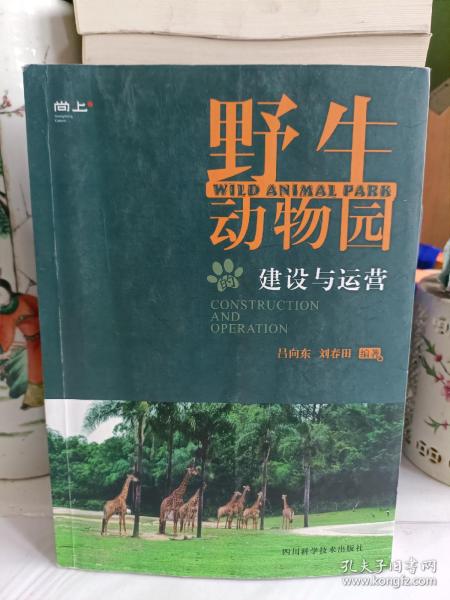 尚上
野生
WILD ANIMAL PARK
动物园
的 建设与运营
CONSTRUCTION
AND
OPERATION
吕向东 刘春田 编著
四川科学技术出版社
孔夫子旧书网
kongfz.com